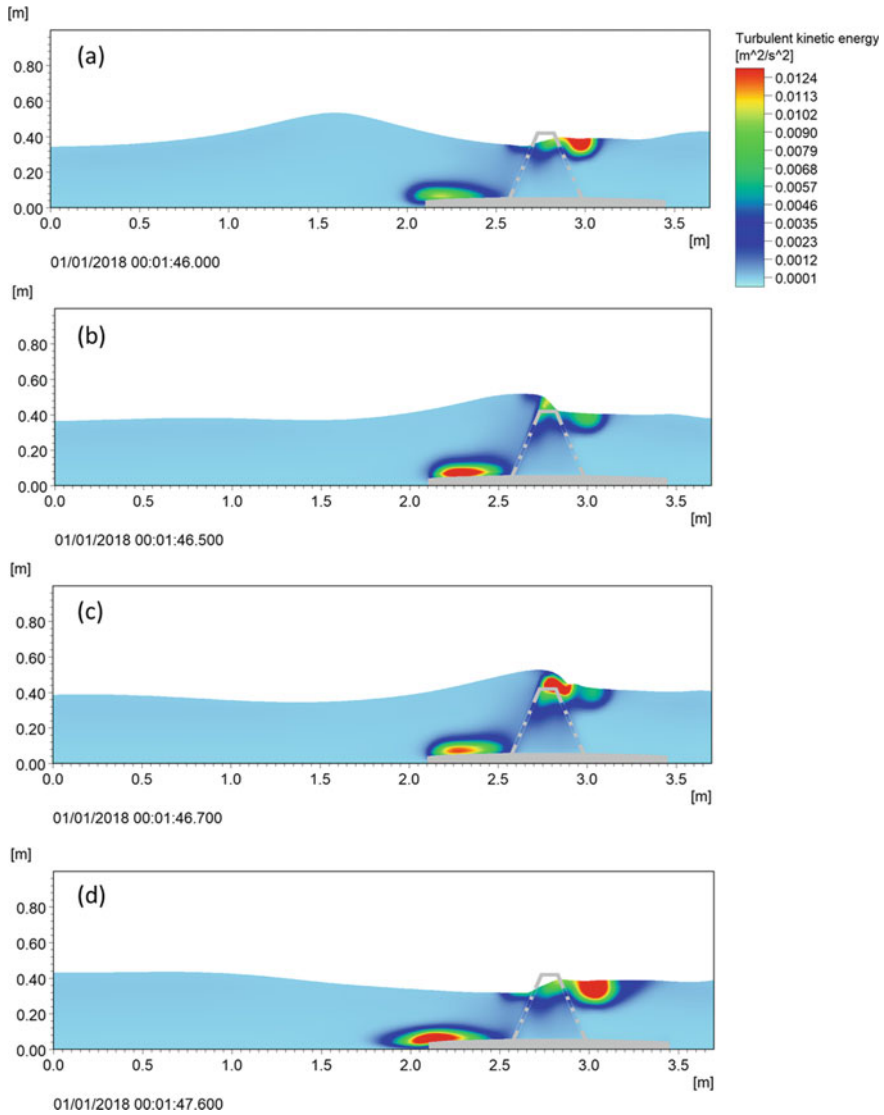 [m]
(a)
0.80
0.60
0.40
0.20
0.00
0.0 0.5 1.0 1.5 2.0 2.5 3.0 3.5
[m]
01/01/2018 00:01:46.000
Turbulent kinetic energy
[m^2/s^2]
0.0124
0.0113
0.0101
0.0090
0.0079
0.0068
0.0057
0.0046
0.0035
0.0023
0.0012
0.0001
[m]
(b)
0.80
0.60
0.40
0.20
0.00
0.0 0.5 1.0 1.5 2.0 2.5 3.0 3.5
[m]
01/01/2018 00:01:46.500
[m]
(c)
0.80
0.60
0.40
0.20
0.00
0.0 0.5 1.0 1.5 2.0 2.5 3.0 3.5
[m]
01/01/2018 00:01:46.700
[m]
(d)
0.80
0.60
0.40
0.20
0.00
0.0 0.5 1.0 1.5 2.0 2.5 3.0 3.5
[m]
01/01/2018 00:01:47.600